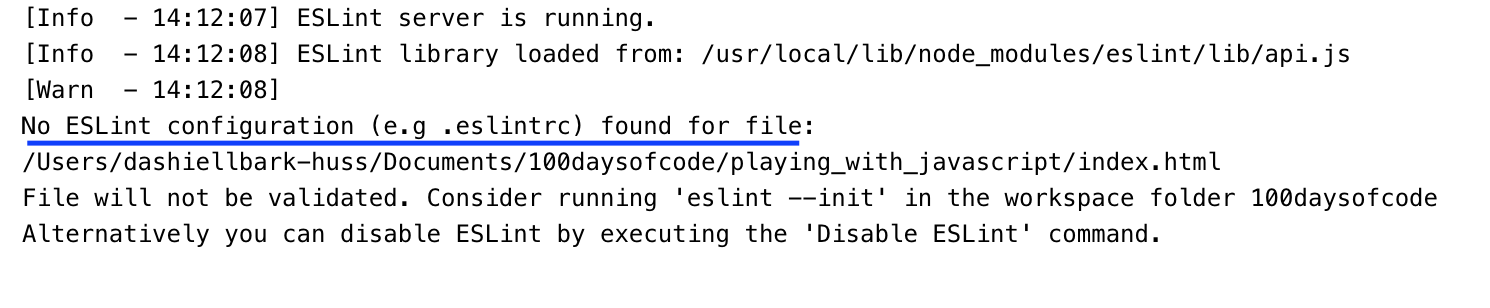 [Info  - 14:12:07] ESLint server is running.
[Info  - 14:12:08] ESLint library loaded from: /usr/local/lib/node_modules/eslint/lib/api.js
[Warn  - 14:12:08]
No ESLint configuration (e.g .eslintrc) found for file:
/Users/dashiellbark-huss/Documents/100daysofcode/playing_with_javascript/index.html
File will not be validated. Consider running 'eslint --init' in the workspace folder 100daysofcode
Alternatively you can disable ESLint by executing the 'Disable ESLint' command.